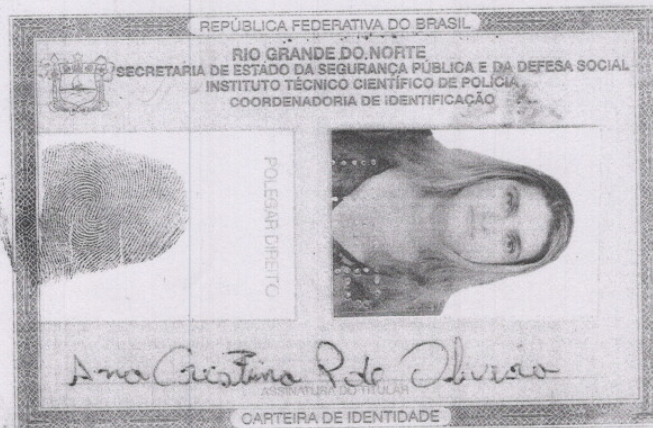 REPÚBLICA FEDERATIVA DO BRASIL
RIO GRANDE DO NORTE
SECRETARIA DE ESTADO DA SEGURANÇA PÚBLICA E DA DEFESA SOCIAL
INSTITUTO TÉCNICO CIENTÍFICO DE POLÍCIA
COORDENADORIA DE IDENTIFICAÇÃO
POLEGAR DIREITO
Ana Cristina P de Oliveira
ASSINATURA DO TITULAR
CARTEIRA DE IDENTIDADE